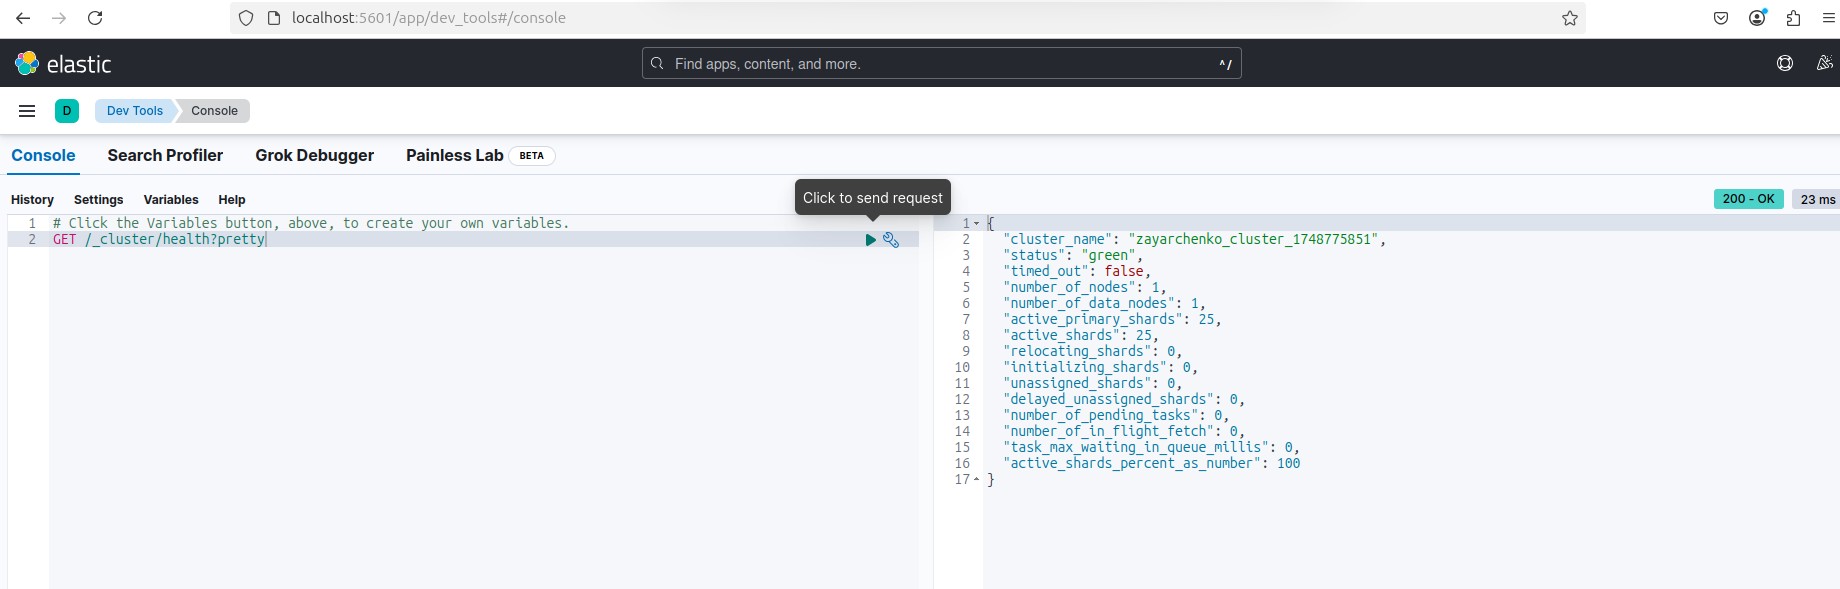 localhost:5601/app/dev_tools#/console
elastic
Find apps, content, and more.
^/
D
Dev Tools
Console
Console
Search Profiler
Grok Debugger
Painless Lab
BETA
History
Settings
Variables
Help
Click to send request
200 - OK
23 ms
1 # Click the Variables button, above, to create your own variables.
2 GET /_cluster/health?pretty
1 {
2 "cluster_name": "zayarchenko_cluster_1748775851",
3 "status": "green",
4 "timed_out": false,
5 "number_of_nodes": 1,
6 "number_of_data_nodes": 1,
7 "active_primary_shards": 25,
8 "active_shards": 25,
9 "relocating_shards": 0,
10 "initializing_shards": 0,
11 "unassigned_shards": 0,
12 "delayed_unassigned_shards": 0,
13 "number_of_pending_tasks": 0,
14 "number_of_in_flight_fetch": 0,
15 "task_max_waiting_in_queue_millis": 0,
16 "active_shards_percent_as_number": 100
17 }